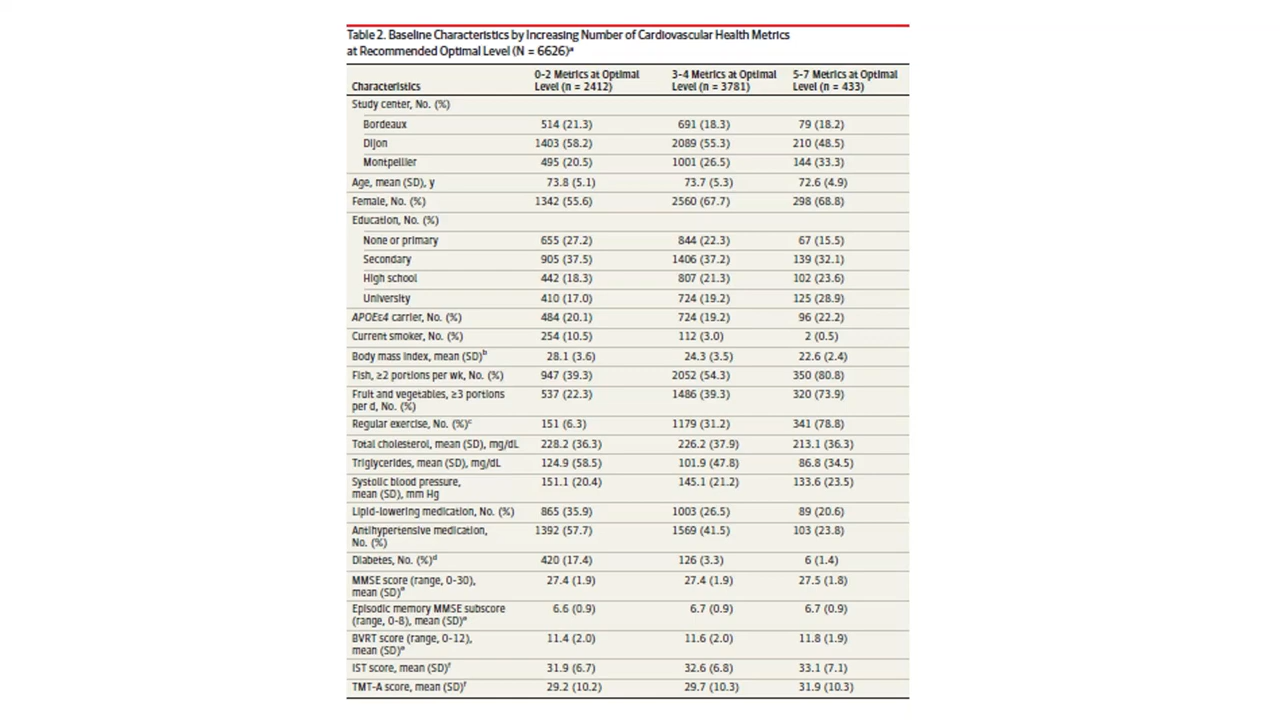 Table 2. Baseline Characteristics by Increasing Number of Cardiovascular Health Metrics
at Recommended Optimal Level (N = 6626)ᵃ
Characteristics 0-2 Metrics at Optimal Level (n = 2412) 3-4 Metrics at Optimal Level (n = 3781) 5-7 Metrics at Optimal Level (n = 433)
Study center, No. (%)
Bordeaux 514 (21.3) 691 (18.3) 79 (18.2)
Dijon 1403 (58.2) 2089 (55.3) 210 (48.5)
Montpellier 495 (20.5) 1001 (26.5) 144 (33.3)
Age, mean (SD), y 73.8 (5.1) 73.7 (5.3) 72.6 (4.9)
Female, No. (%) 1342 (55.6) 2560 (67.7) 298 (68.8)
Education, No. (%)
None or primary 655 (27.2) 844 (22.3) 67 (15.5)
Secondary 905 (37.5) 1406 (37.2) 139 (32.1)
High school 442 (18.3) 807 (21.3) 102 (23.6)
University 410 (17.0) 724 (19.2) 125 (28.9)
APOEε4 carrier, No. (%) 484 (20.1) 724 (19.2) 96 (22.2)
Current smoker, No. (%) 254 (10.5) 112 (3.0) 2 (0.5)
Body mass index, mean (SD)ᵇ 28.1 (3.6) 24.3 (3.5) 22.6 (2.4)
Fish, ≥2 portions per wk, No. (%) 947 (39.3) 2052 (54.3) 350 (80.8)
Fruit and vegetables, ≥3 portions 537 (22.3) 1486 (39.3) 320 (73.9)
per d, No. (%)
Regular exercise, No. (%)ᶜ 151 (6.3) 1179 (31.2) 341 (78.8)
Total cholesterol, mean (SD), mg/dL 228.2 (36.3) 226.2 (37.9) 213.1 (36.3)
Triglycerides, mean (SD), mg/dL 124.9 (58.5) 101.9 (47.8) 86.8 (34.5)
Systolic blood pressure, 151.1 (20.4) 145.1 (21.2) 133.6 (23.5)
mean (SD), mm Hg
Lipid-lowering medication, No. (%) 865 (35.9) 1003 (26.5) 89 (20.6)
Antihypertensive medication, 1392 (57.7) 1569 (41.5) 103 (23.8)
No. (%)
Diabetes, No. (%)ᵈ 420 (17.4) 126 (3.3) 6 (1.4)
MMSE score (range, 0-30), 27.4 (1.9) 27.4 (1.9) 27.5 (1.8)
mean (SD)ᵉ
Episodic memory MMSE subscore 6.6 (0.9) 6.7 (0.9) 6.7 (0.9)
(range, 0-8), mean (SD)ᵉ
BVRT score (range, 0-12), 11.4 (2.0) 11.6 (2.0) 11.8 (1.9)
mean (SD)ᵉ
IST score, mean (SD)ᶠ 31.9 (6.7) 32.6 (6.8) 33.1 (7.1)
TMT-A score, mean (SD)ᶠ 29.2 (10.2) 29.7 (10.3) 31.9 (10.3)